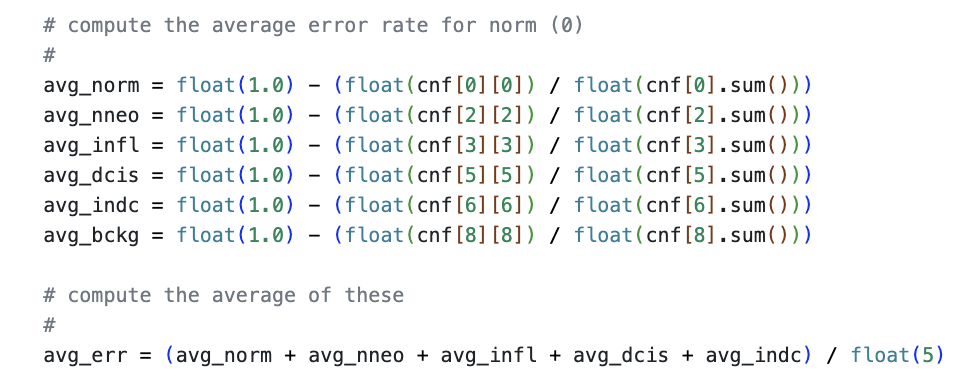 # compute the average error rate for norm (0)
#
avg_norm = float(1.0) - (float(cnf[0][0]) / float(cnf[0].sum()))
avg_nneo = float(1.0) - (float(cnf[2][2]) / float(cnf[2].sum()))
avg_infl = float(1.0) - (float(cnf[3][3]) / float(cnf[3].sum()))
avg_dcis = float(1.0) - (float(cnf[5][5]) / float(cnf[5].sum()))
avg_indc = float(1.0) - (float(cnf[6][6]) / float(cnf[6].sum()))
avg_bckg = float(1.0) - (float(cnf[8][8]) / float(cnf[8].sum()))

# compute the average of these
#
avg_err = (avg_norm + avg_nneo + avg_infl + avg_dcis + avg_indc) / float(5)